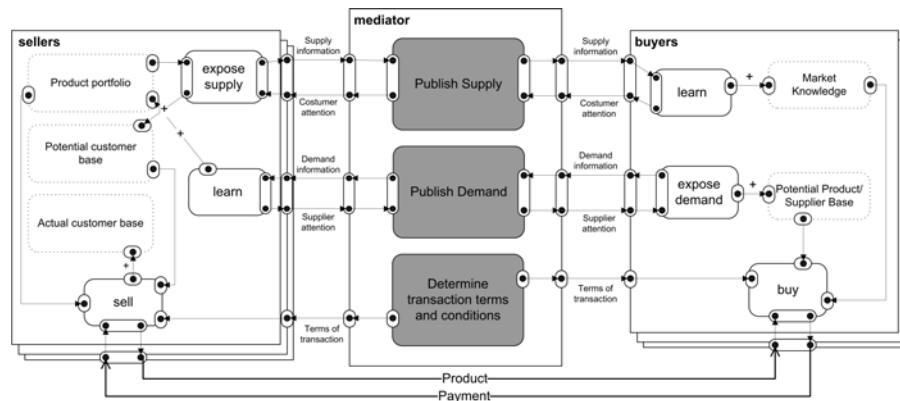 mediator
sellers
buyers
Supply
information
Supply
information
Product portfolio
expose
supply
Publish Supply
learn
Market
Knowledge
Costumer
attention
Costumer
attention
+
+
+
Potential customer
base
Demand
information
Demand
information
learn
Publish Demand
expose
demand
+
Potential Product/
Supplier Base
Actual customer base
Supplier
attention
Supplier
attention
+
sell
Determine
transaction terms
and conditions
buy
Terms of
transaction
Terms of
transaction
Product
Payment